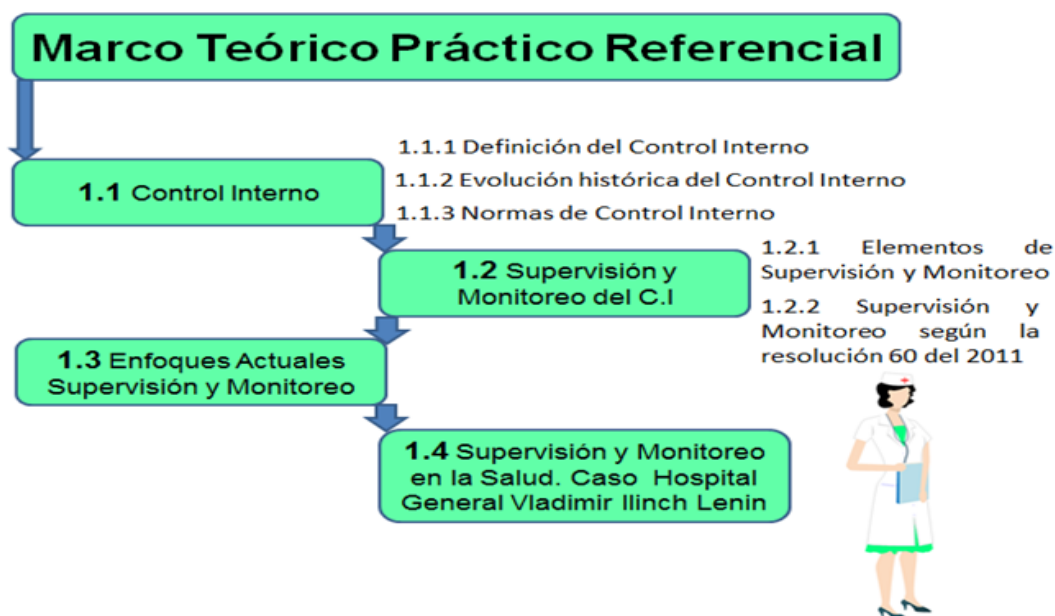 Marco Teórico Práctico Referencial
1.1 Control Interno
1.1.1 Definición del Control Interno
1.1.2 Evolución histórica del Control Interno
1.1.3 Normas de Control Interno
1.2 Supervisión y
Monitoreo del C.I
1.2.1 Elementos de
Supervisión y Monitoreo
1.2.2 Supervisión y
Monitoreo según la
resolución 60 del 2011
1.3 Enfoques Actuales
Supervisión y Monitoreo
1.4 Supervisión y Monitoreo
en la Salud. Caso Hospital
General Vladimir Ilinch Lenin